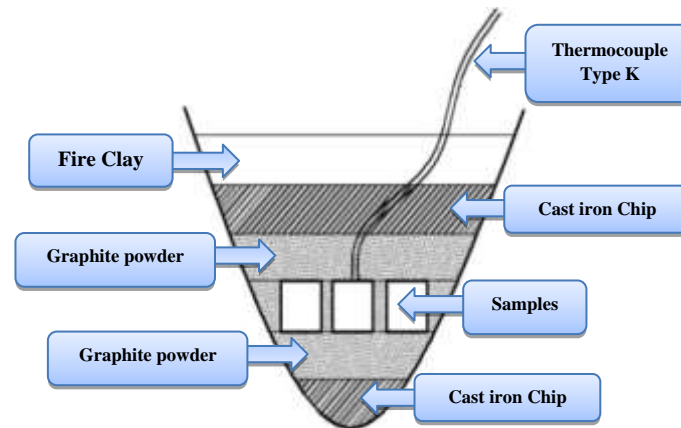 Thermocouple
Type K
Fire Clay
Cast iron Chip
Graphite powder
Samples
Graphite powder
Cast iron Chip